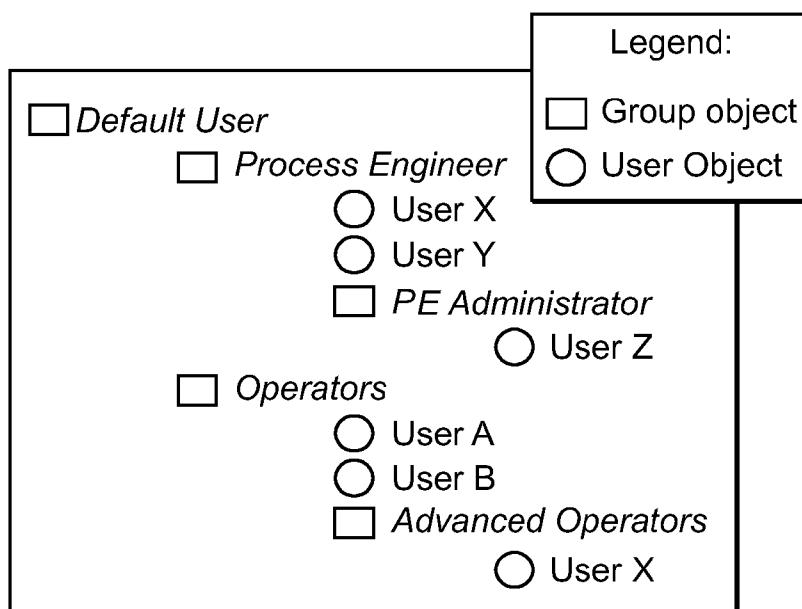 Legend:
Group object
User Object
Default User
Process Engineer
User X
User Y
PE Administrator
User Z
Operators
User A
User B
Advanced Operators
User X